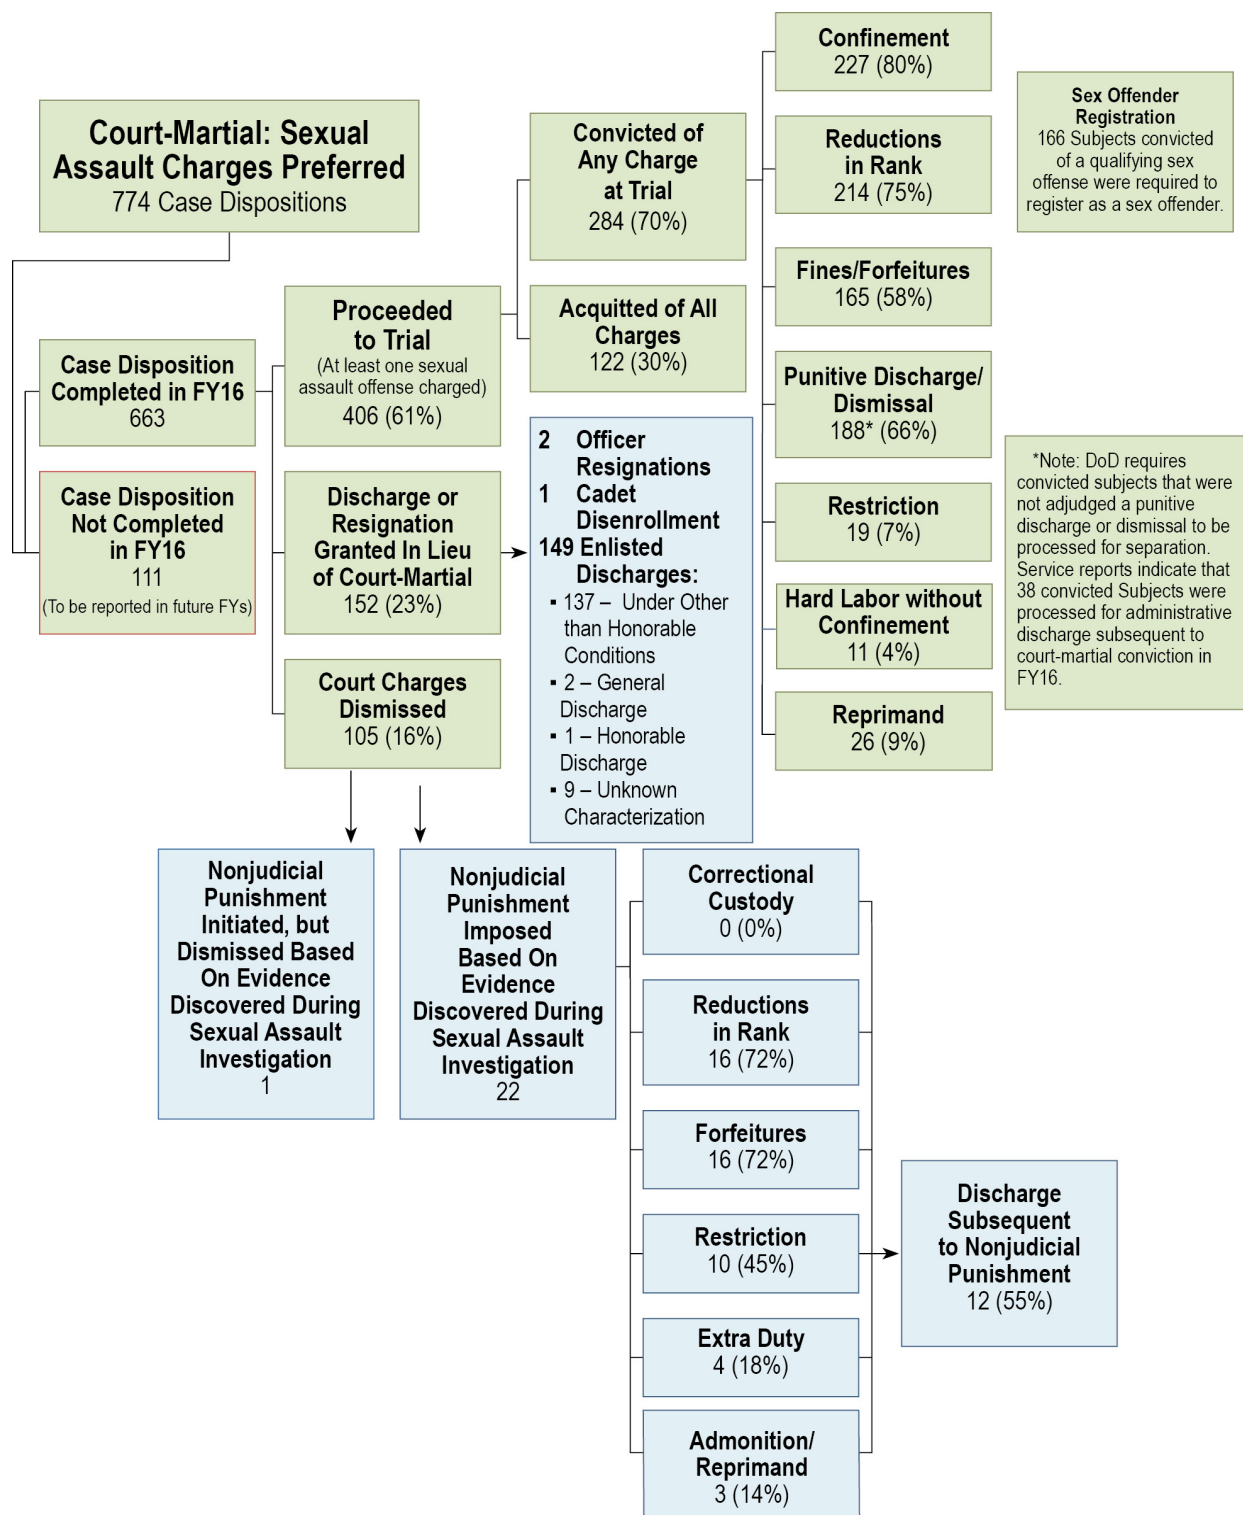 Court-Martial: Sexual
Assault Charges Preferred
774 Case Dispositions
Case Disposition
Completed in FY16
663
Case Disposition
Not Completed
in FY16
111
(To be reported in future FYs)
Proceeded
to Trial
(At least one sexual
assault offense charged)
406 (61%)
Discharge or
Resignation
Granted In Lieu
of Court-Martial
152 (23%)
Court Charges
Dismissed
105 (16%)
Convicted of
Any Charge
at Trial
284 (70%)
Acquitted of All
Charges
122 (30%)
2 Officer
Resignations
1 Cadet
Disenrollment
149 Enlisted
Discharges:
▪ 137 – Under Other
than Honorable
Conditions
▪ 2 – General
Discharge
▪ 1 – Honorable
Discharge
▪ 9 – Unknown
Characterization
Confinement
227 (80%)
Reductions
in Rank
214 (75%)
Fines/Forfeitures
165 (58%)
Punitive Discharge/
Dismissal
188* (66%)
Restriction
19 (7%)
Hard Labor without
Confinement
11 (4%)
Reprimand
26 (9%)
Sex Offender
Registration
166 Subjects convicted
of a qualifying sex
offense were required to
register as a sex offender.
*Note: DoD requires
convicted subjects that were
not adjudged a punitive
discharge or dismissal to be
processed for separation.
Service reports indicate that
38 convicted Subjects were
processed for administrative
discharge subsequent to
court-martial conviction in
FY16.
Nonjudicial
Punishment
Initiated, but
Dismissed Based
On Evidence
Discovered During
Sexual Assault
Investigation
1
Nonjudicial
Punishment
Imposed
Based On
Evidence
Discovered During
Sexual Assault
Investigation
22
Correctional
Custody
0 (0%)
Reductions
in Rank
16 (72%)
Forfeitures
16 (72%)
Restriction
10 (45%)
Extra Duty
4 (18%)
Admonition/
Reprimand
3 (14%)
Discharge
Subsequent
to Nonjudicial
Punishment
12 (55%)